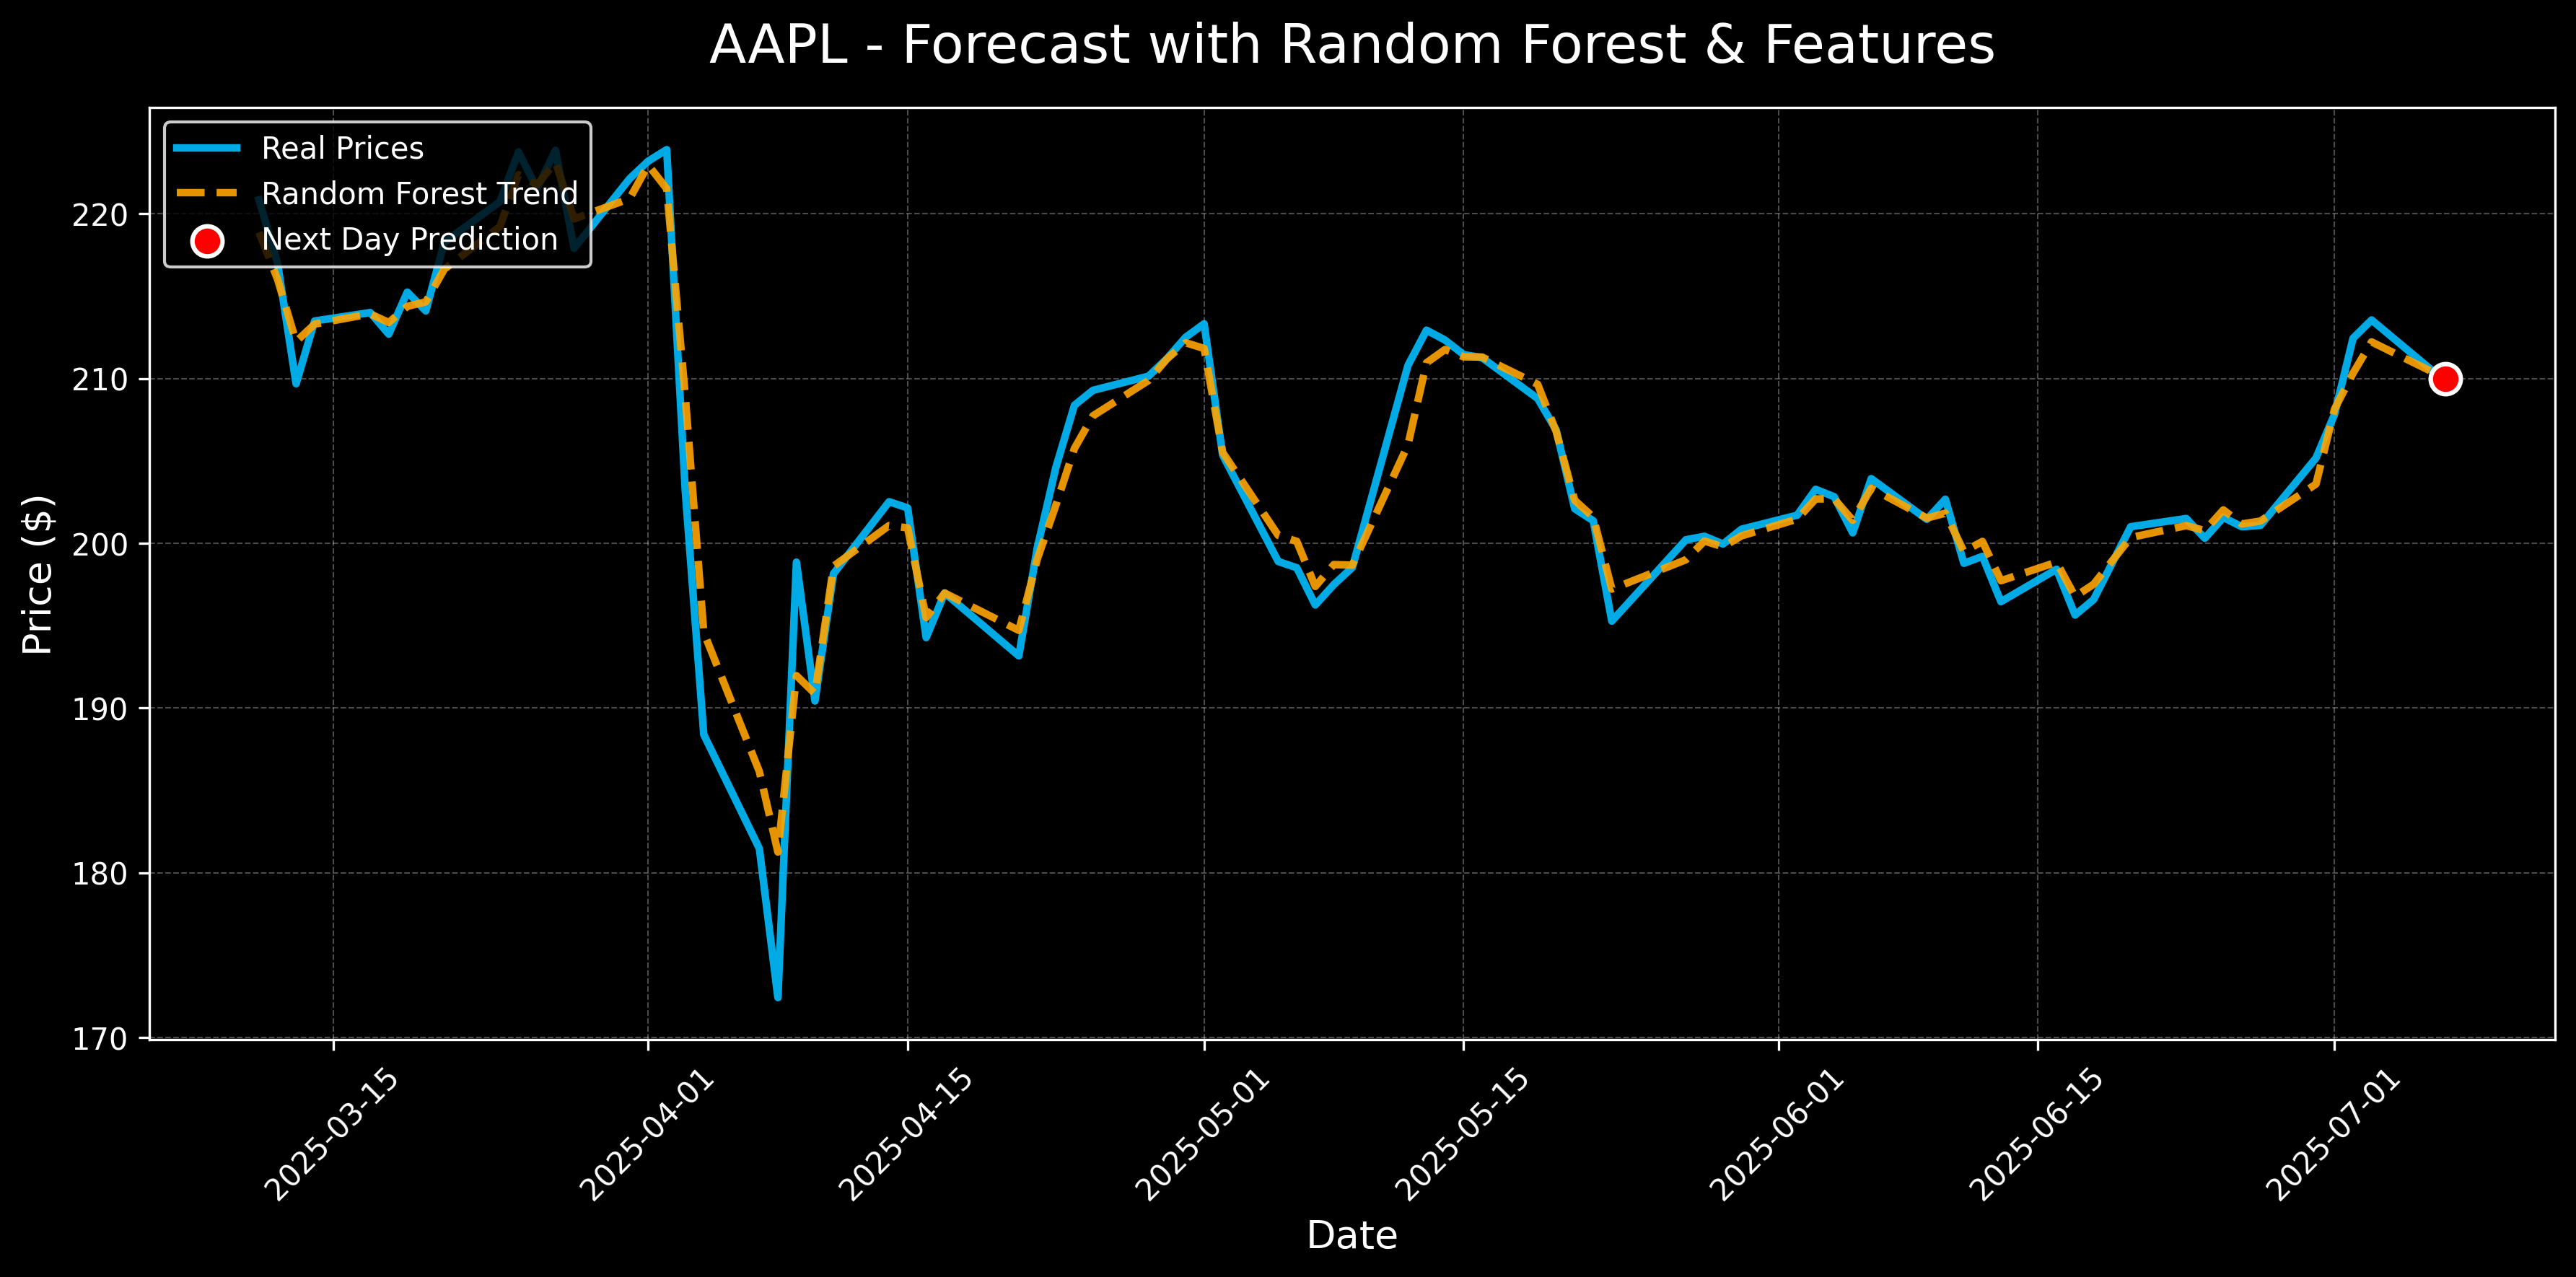 AAPL - Forecast with Random Forest & Features
Real Prices
Random Forest Trend
Next Day Prediction
Price ($)
220
210
200
190
180
170
2025-03-15
2025-04-01
2025-04-15
2025-05-01
2025-05-15
2025-06-01
2025-06-15
2025-07-01
Date